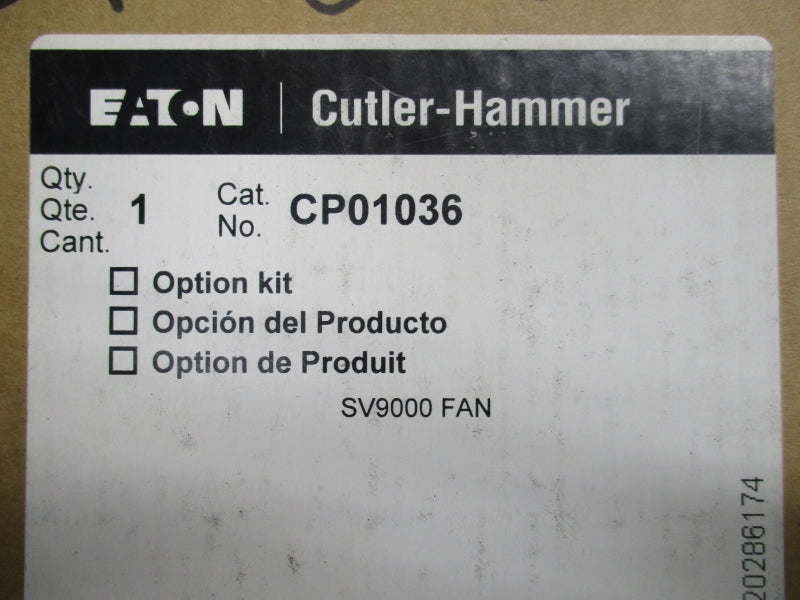 EATON | Cutler-Hammer
Qty.
Qte. 1
Cant.
Cat.
No. CP01036
☐ Option kit
☐ Opción del Producto
☐ Option de Produit
SV9000 FAN
20286174